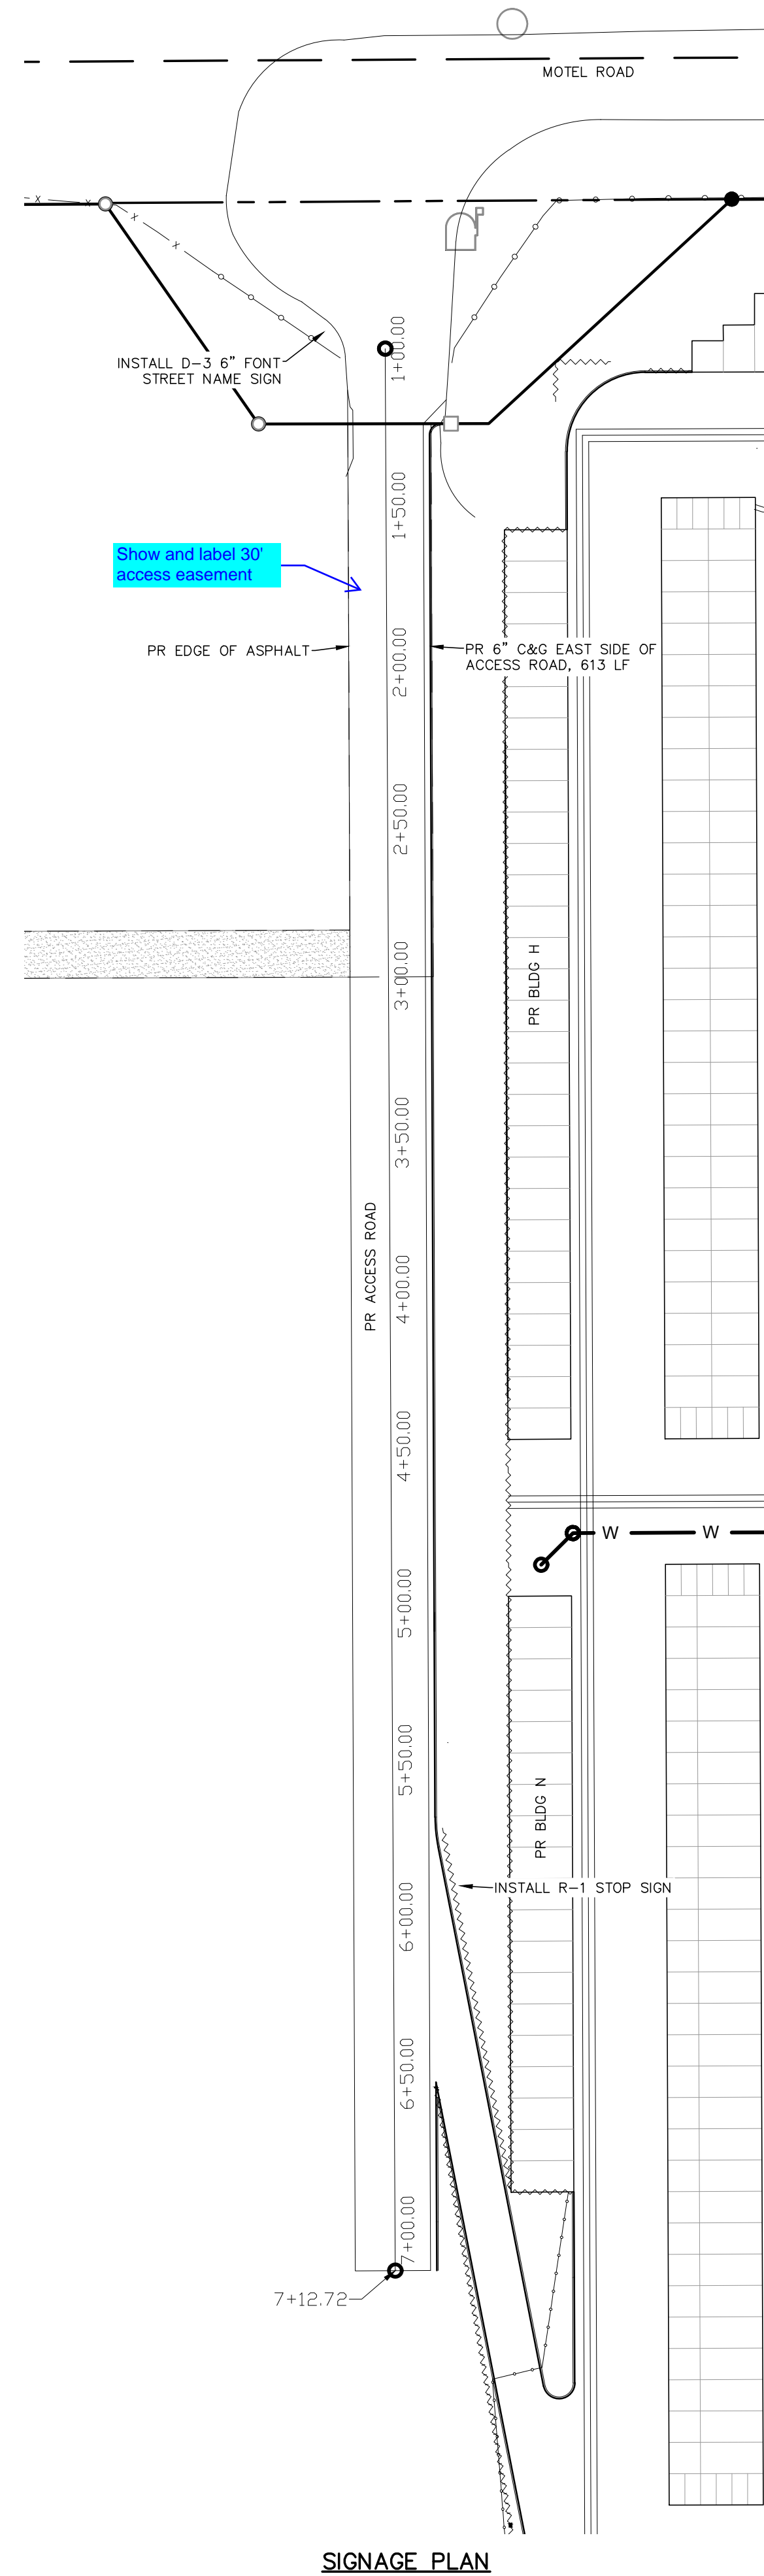 MOTEL ROAD
X
X
X
X
1+00.00
INSTALL D-3 6" FONT
STREET NAME SIGN
1+50.00
Show and label 30'
access easement
PR EDGE OF ASPHALT
PR 6" C&G EAST SIDE OF
ACCESS ROAD, 613 LF
2+00.00
2+50.00
3+00.00
PR BLDG H
3+50.00
PR ACCESS ROAD
4+00.00
4+50.00
W
W
5+00.00
5+50.00
PR BLDG N
INSTALL R-1 STOP SIGN
6+00.00
6+50.00
7+00.00
7+12.72
SIGNAGE PLAN